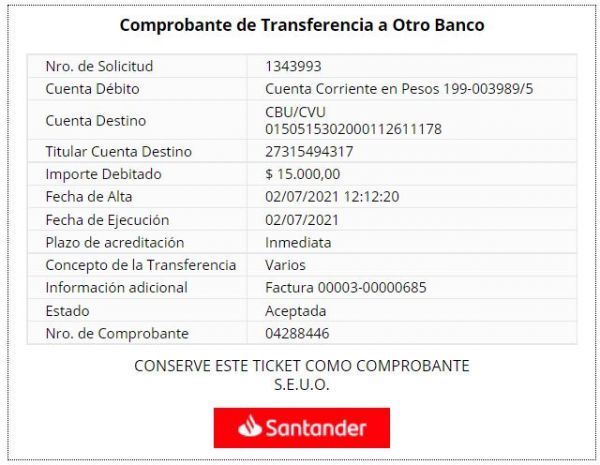 Comprobante de Transferencia a Otro Banco
Nro. de Solicitud 1343993
Cuenta Débito Cuenta Corriente en Pesos 199-003989/5
Cuenta Destino CBU/CVU
0150515302000112611178
Titular Cuenta Destino 27315494317
Importe Debitado $ 15.000,00
Fecha de Alta 02/07/2021 12:12:20
Fecha de Ejecución 02/07/2021
Plazo de acreditación Inmediata
Concepto de la Transferencia Varios
Información adicional Factura 00003-00000685
Estado Aceptada
Nro. de Comprobante 04288446
CONSERVE ESTE TICKET COMO COMPROBANTE
S.E.U.O.
Santander